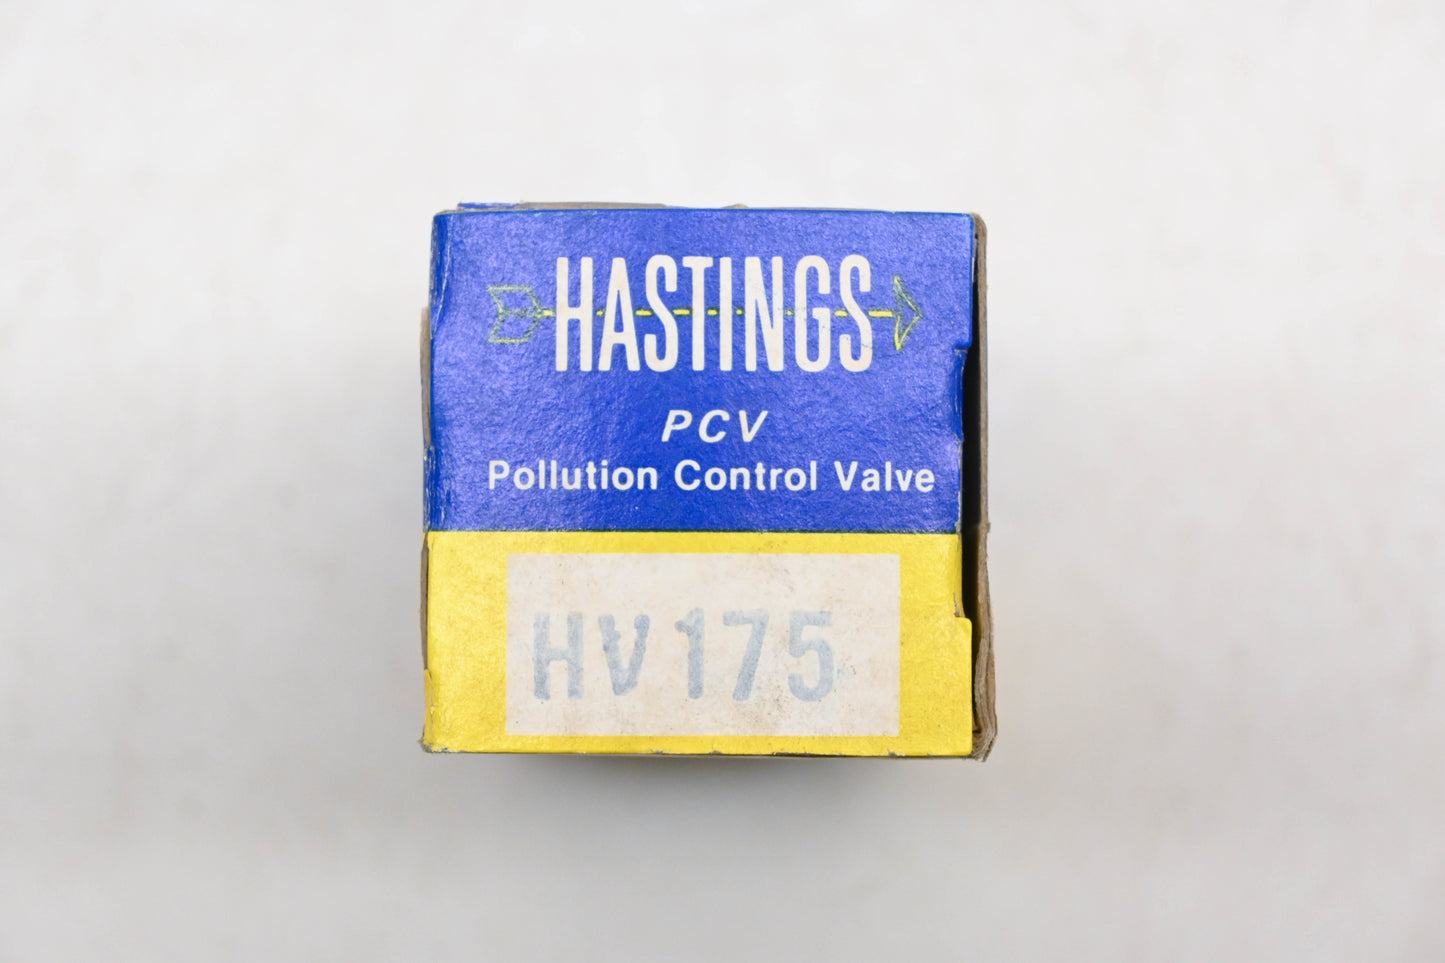 HASTINGS
PCV
Pollution Control Valve
HV175